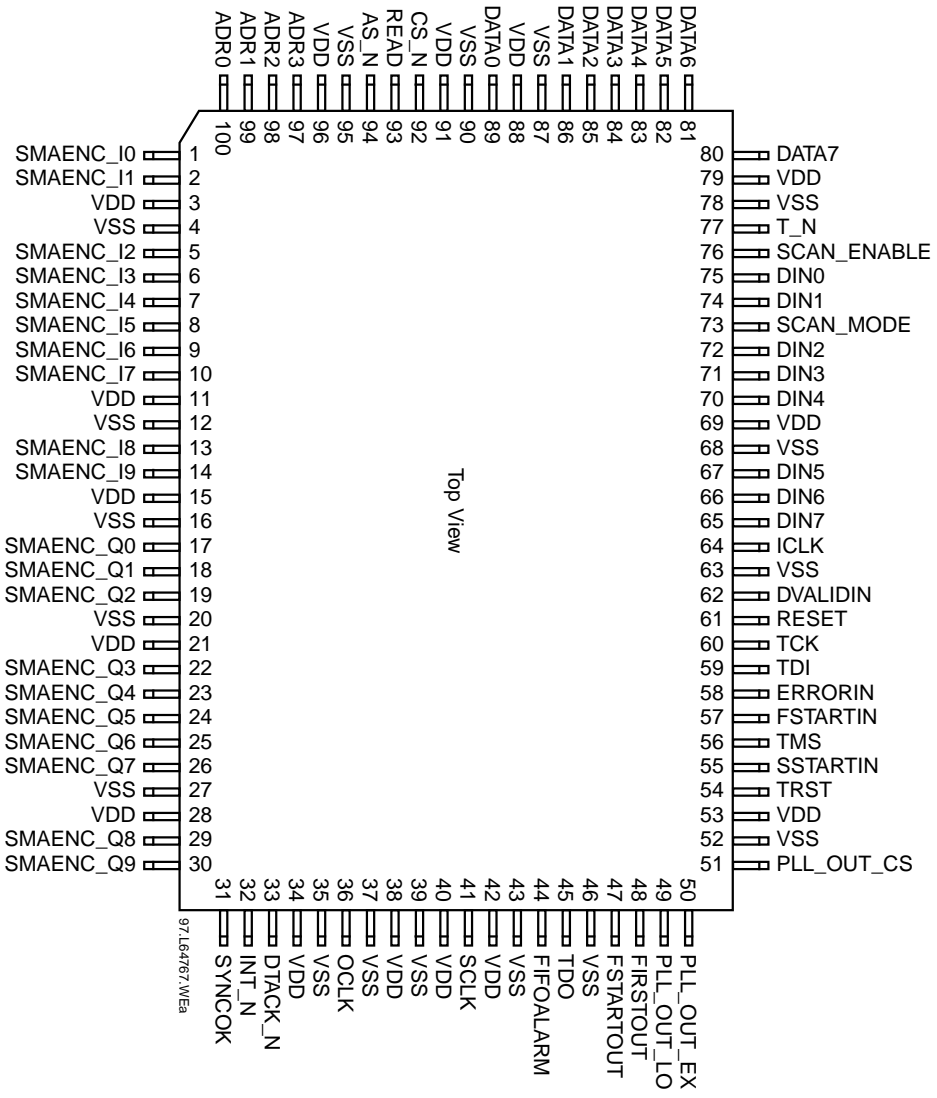 ADR0 ADR1 ADR2 ADR3 VDD VSS AS_N READ CS_N VDD VSS DATA0 VDD VSS DATA1 DATA2 DATA3 DATA4 DATA5 DATA6
100 99 98 97 96 95 94 93 92 91 90 89 88 87 86 85 84 83 82 81
SMAENC_I0 1 80 DATA7
SMAENC_I1 2 79 VDD
VDD 3 78 VSS
VSS 4 77 T_N
SMAENC_I2 5 76 SCAN_ENABLE
SMAENC_I3 6 75 DIN0
SMAENC_I4 7 74 DIN1
SMAENC_I5 8 73 SCAN_MODE
SMAENC_I6 9 72 DIN2
SMAENC_I7 10 71 DIN3
VDD 11 70 DIN4
VSS 12 69 VDD
SMAENC_I8 13 68 VSS
SMAENC_I9 14 67 DIN5
VDD 15 66 DIN6
VSS 16 65 DIN7
SMAENC_Q0 17 64 ICLK
SMAENC_Q1 18 63 VSS
SMAENC_Q2 19 62 DVALIDIN
VSS 20 61 RESET
VDD 21 60 TCK
SMAENC_Q3 22 59 TDI
SMAENC_Q4 23 58 ERRORIN
SMAENC_Q5 24 57 FSTARTIN
SMAENC_Q6 25 56 TMS
SMAENC_Q7 26 55 SSTARTIN
VSS 27 54 TRST
VDD 28 53 VDD
SMAENC_Q8 29 52 VSS
SMAENC_Q9 30 51 PLL_OUT_CS
Top View
31 32 33 34 35 36 37 38 39 40 41 42 43 44 45 46 47 48 49 50
SYNCOK INT_N DTACK_N VDD VSS OCLK VSS VDD VSS VDD SCLK VDD VSS FIFOALARM TDO VSS FSTARTOUT FIRSTOUT PLL_OUT_LO PLL_OUT_EX
97.L64767.WEa